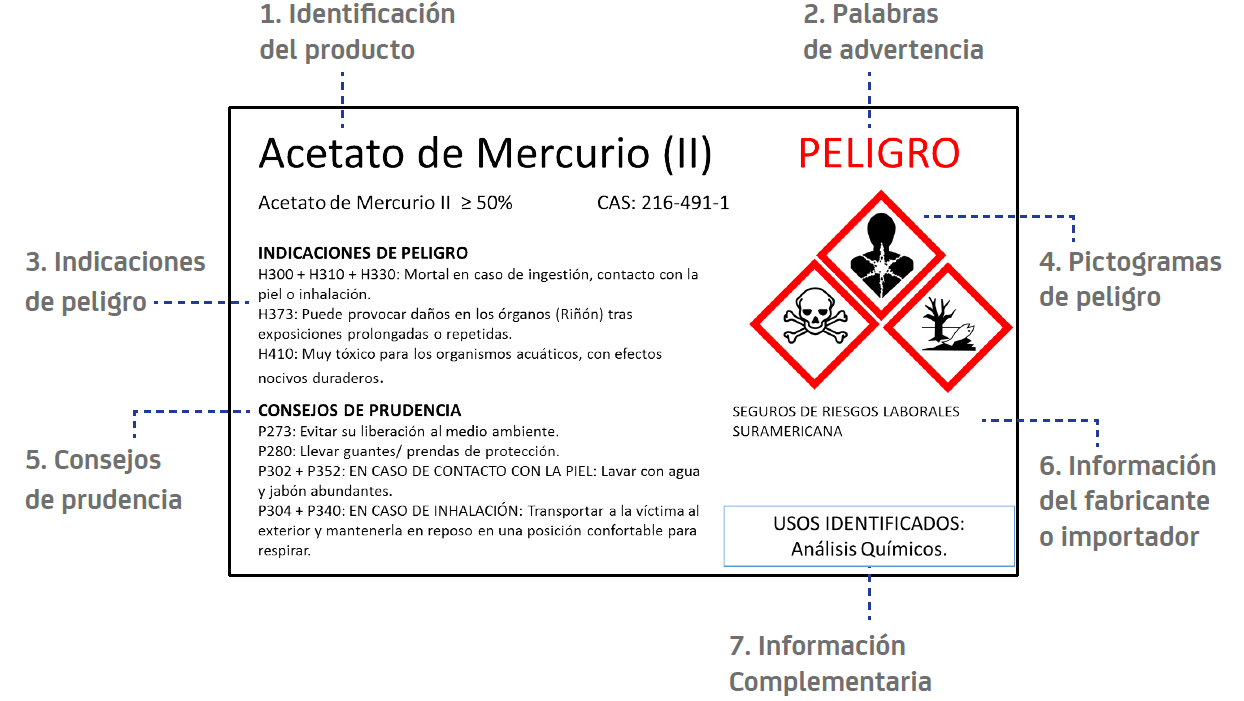 1. Identificación
del producto
2. Palabras
de advertencia
Acetato de Mercurio (II)
PELIGRO
Acetato de Mercurio II ≥ 50%
CAS: 216-491-1
3. Indicaciones
de peligro
INDICACIONES DE PELIGRO
H300 + H310 + H330: Mortal en caso de ingestión, contacto con la
piel o inhalación.
H373: Puede provocar daños en los órganos (Riñón) tras
exposiciones prolongadas o repetidas.
H410: Muy tóxico para los organismos acuáticos, con efectos
nocivos duraderos.
4. Pictogramas
de peligro
5. Consejos
de prudencia
CONSEJOS DE PRUDENCIA
P273: Evitar su liberación al medio ambiente.
P280: Llevar guantes/ prendas de protección.
P302 + P352: EN CASO DE CONTACTO CON LA PIEL: Lavar con agua
y jabón abundantes.
P304 + P340: EN CASO DE INHALACIÓN: Transportar a la víctima al
exterior y mantenerla en reposo en una posición confortable para
respirar.
SEGUROS DE RIESGOS LABORALES
SURAMERICANA
6. Información
del fabricante
o importador
USOS IDENTIFICADOS:
Análisis Químicos.
7. Información
Complementaria